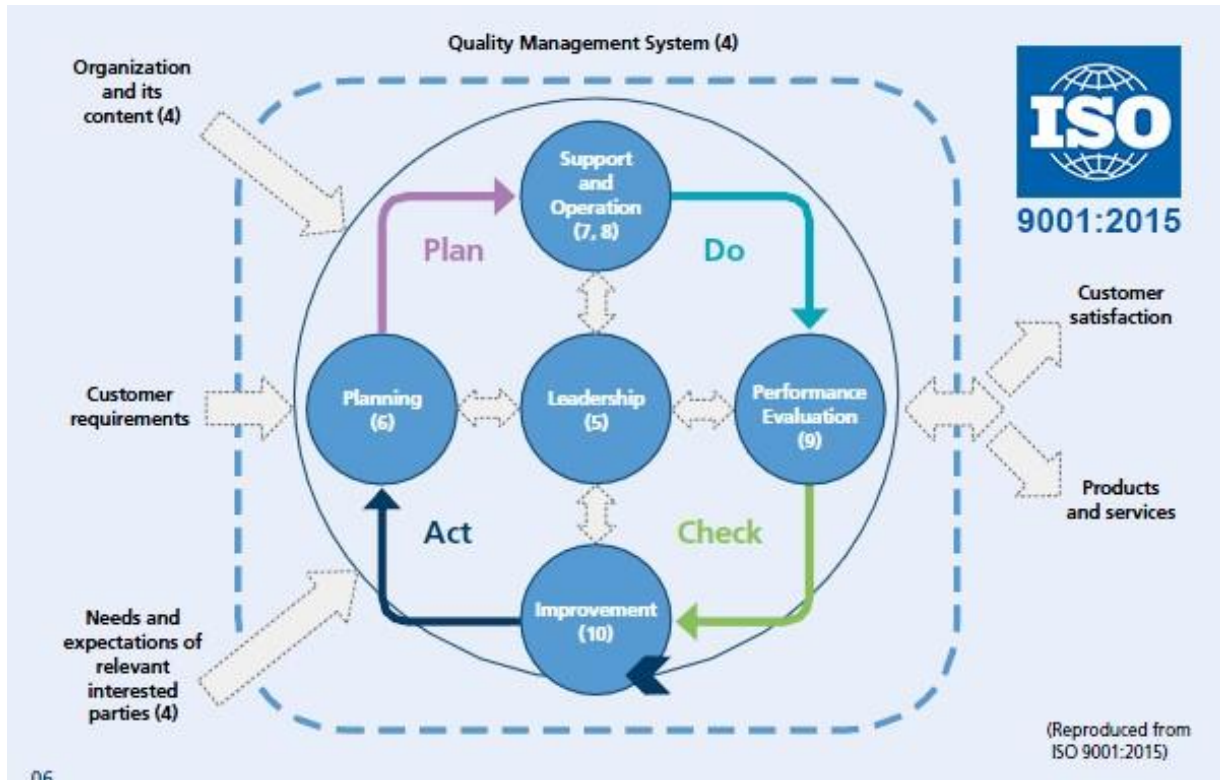 Quality Management System (4)
Organization
and its
content (4)
ISO
9001:2015
Support
and
Operation
(7, 8)
Plan
Do
Customer
satisfaction
Customer
requirements
Planning
(6)
Leadership
(5)
Performance
Evaluation
(9)
Products
and services
Act
Check
Improvement
(10)
Needs and
expectations of
relevant
interested
parties (4)
(Reproduced from
ISO 9001:2015)
06